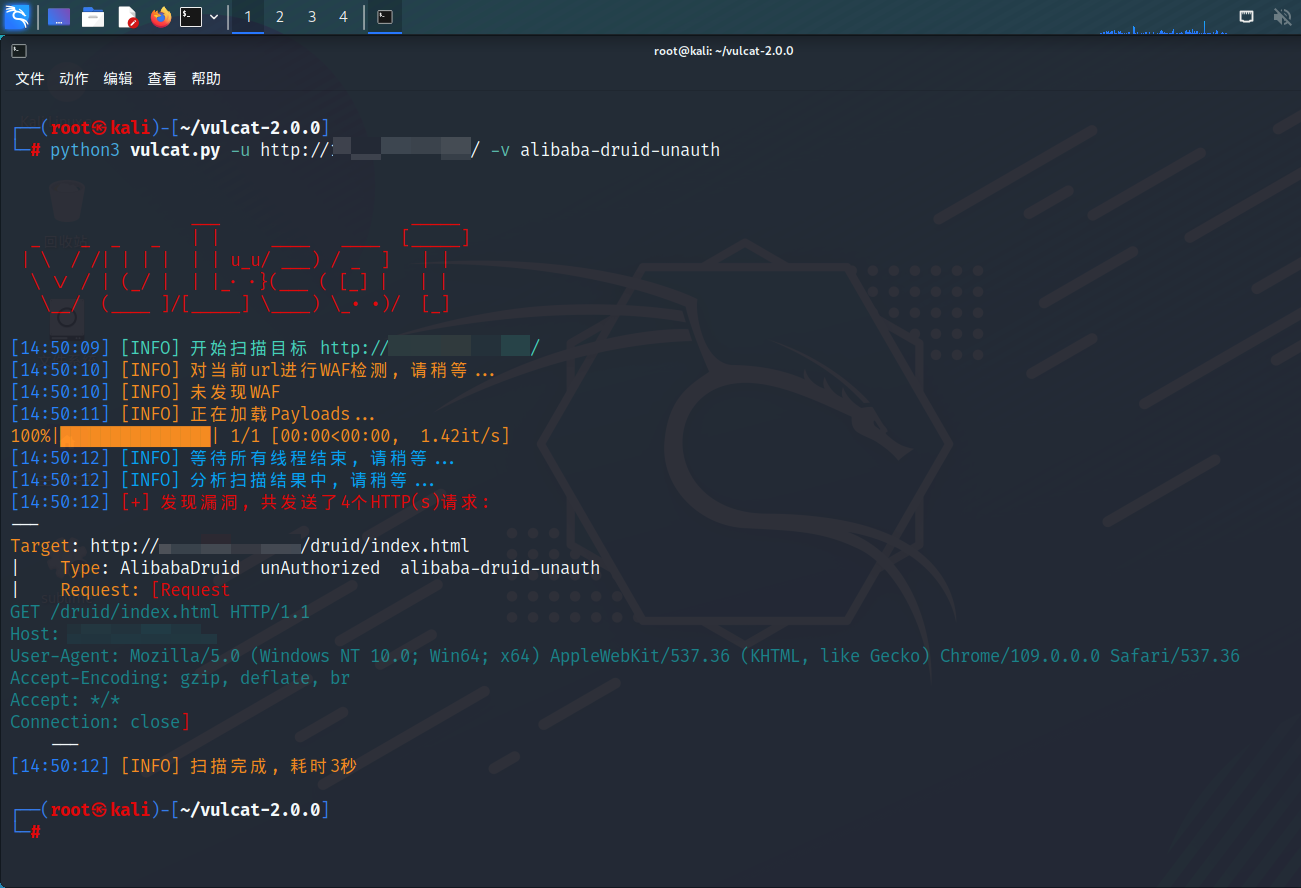 1 2 3 4
root@kali: ~/vulcat-2.0.0
文件 动作 编辑 查看 帮助
┌──(root㉿kali)-[~/vulcat-2.0.0]
└─# python3 vulcat.py -u http:// / -v alibaba-druid-unauth
[14:50:09] [INFO] 开始扫描目标 http:// /
[14:50:10] [INFO] 对当前url进行WAF检测, 请稍等...
[14:50:10] [INFO] 未发现WAF
[14:50:11] [INFO] 正在加载Payloads...
100%|███████████████| 1/1 [00:00<00:00, 1.42it/s]
[14:50:12] [INFO] 等待所有线程结束, 请稍等...
[14:50:12] [INFO] 分析扫描结果中, 请稍等...
[14:50:12] [+] 发现漏洞, 共发送了4个HTTP(s)请求:
---
Target: http:// /druid/index.html
| Type: AlibabaDruid unAuthorized alibaba-druid-unauth
| Request: [Request
GET /druid/index.html HTTP/1.1
Host:
User-Agent: Mozilla/5.0 (Windows NT 10.0; Win64; x64) AppleWebKit/537.36 (KHTML, like Gecko) Chrome/109.0.0.0 Safari/537.36
Accept-Encoding: gzip, deflate, br
Accept: */*
Connection: close]
---
[14:50:12] [INFO] 扫描完成, 耗时3秒
┌──(root㉿kali)-[~/vulcat-2.0.0]
└─#